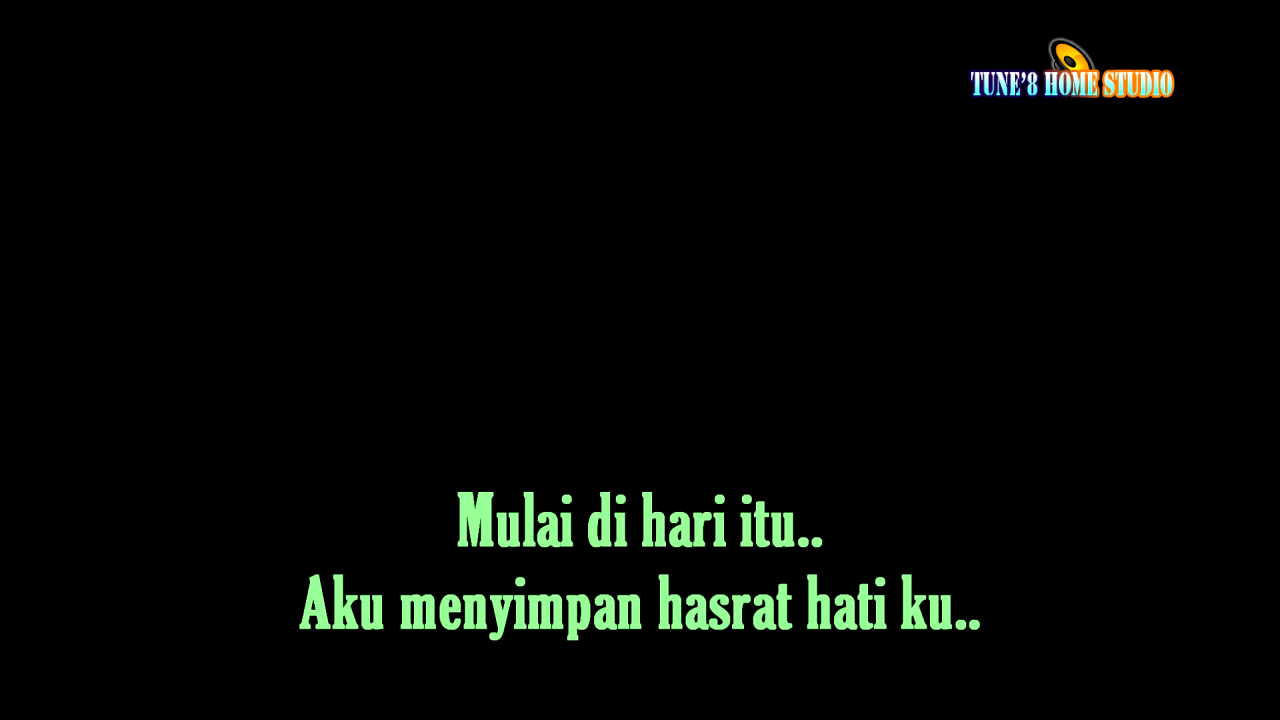 TUNE'8 HOME STUDIO
Mulai di hari itu..
Aku menyimpan hasrat hati ku..